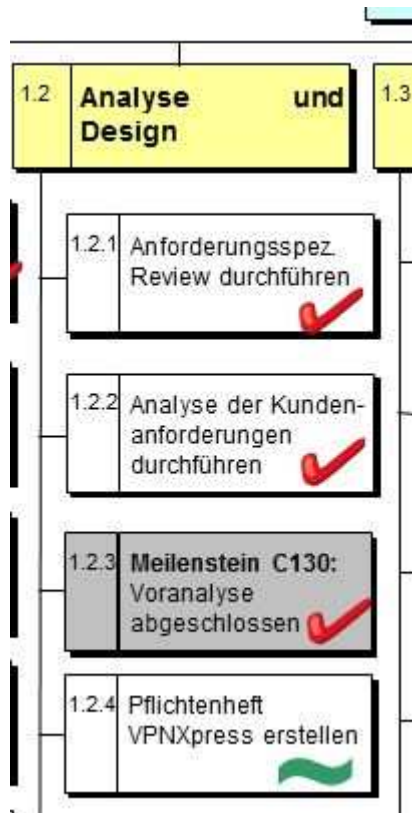 1.2 Analyse und
Design
1.3
1.2.1 Anforderungsspez.
Review durchführen
1.2.2 Analyse der Kunden-
anforderungen
durchführen
1.2.3 Meilenstein C130:
Voranalyse
abgeschlossen
1.2.4 Pflichtenheft
VPNXpress erstellen